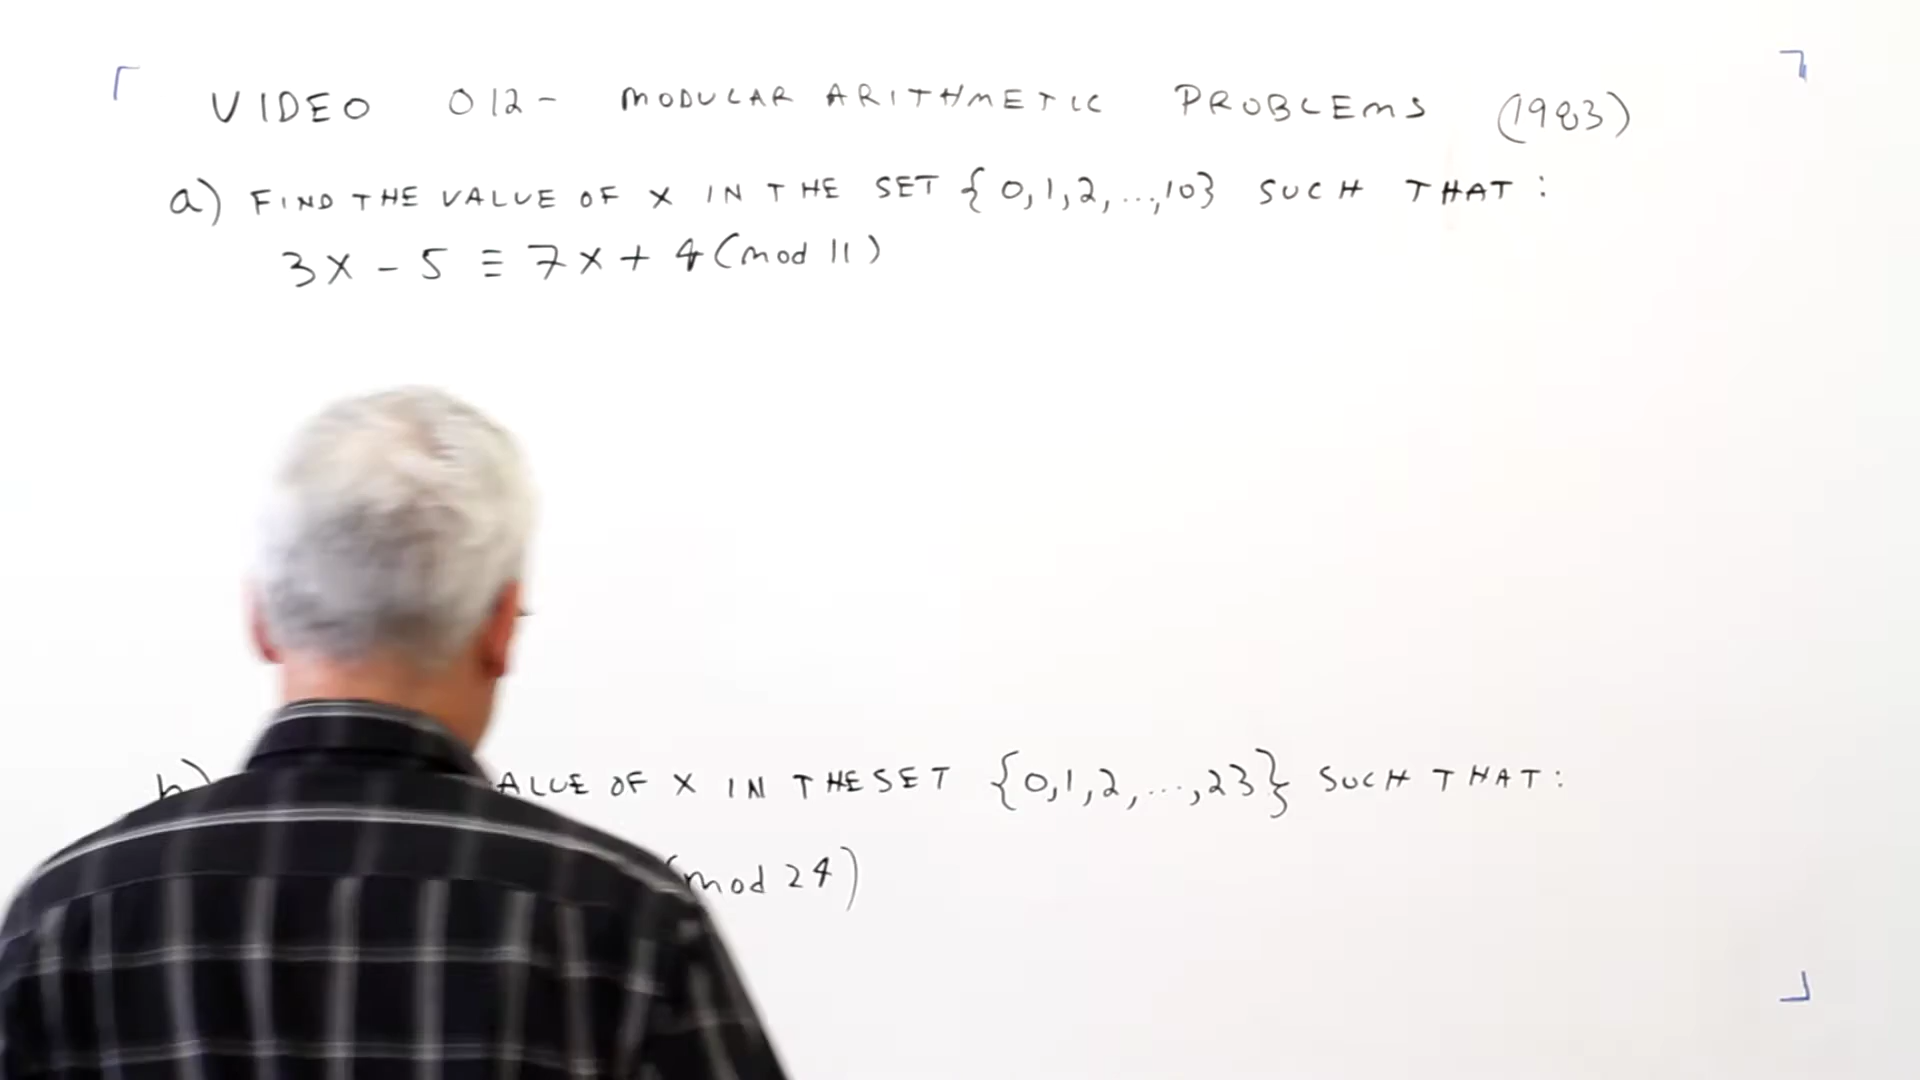 VIDEO 012 - MODULAR ARITHMETIC PROBLEMS (1983)
a) FIND THE VALUE OF X IN THE SET {0,1,2,...,10} SUCH THAT:
3X - 5 ≡ 7X + 4 (mod 11)
b) OF X IN THE SET {0,1,2,...,23} SUCH THAT:
(mod 24)